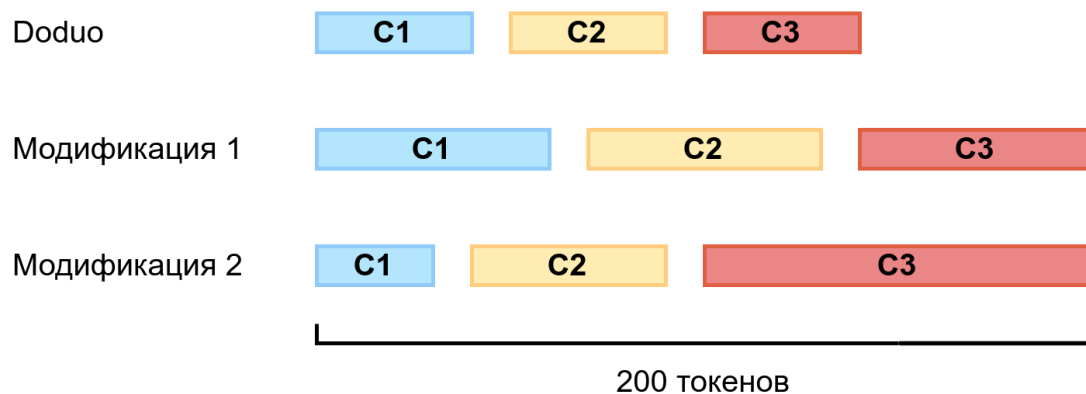 Doduo C1 C2 C3
Модификация 1 C1 C2 C3
Модификация 2 C1 C2 C3
200 токенов